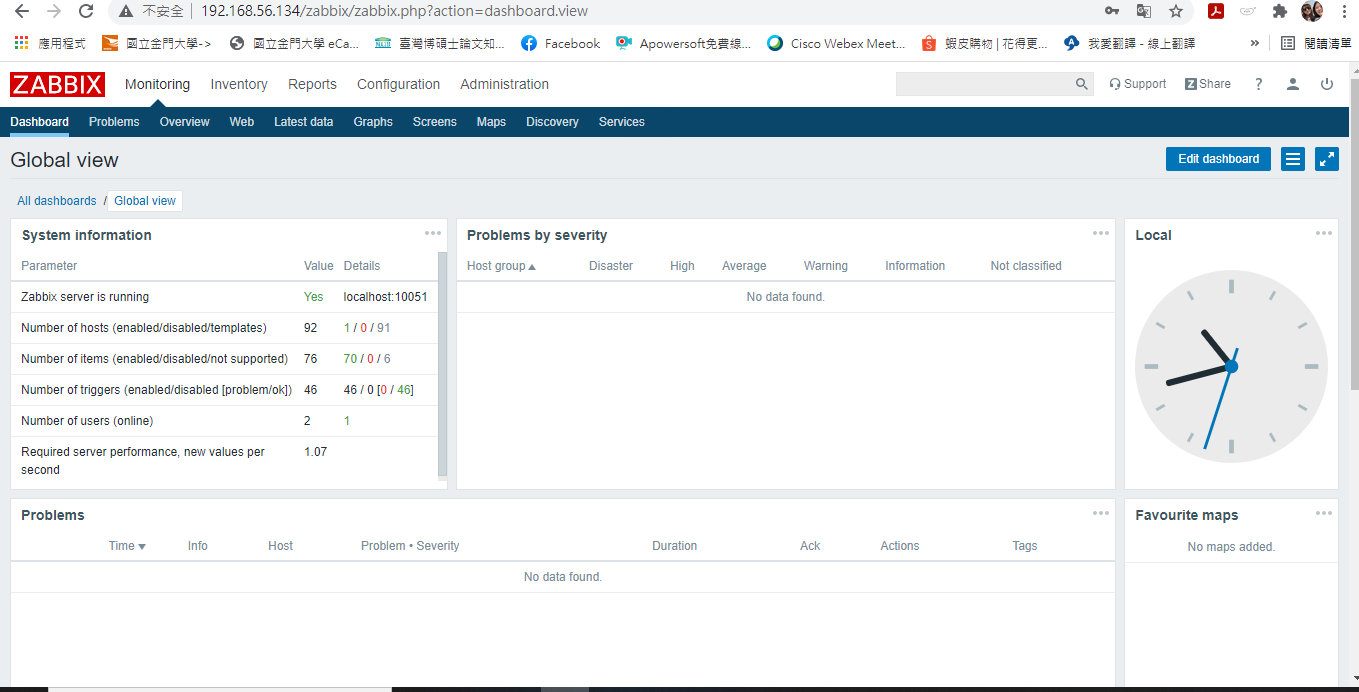 不安全 192.168.56.134/zabbix/zabbix.php?action=dashboard.view
應用程式 國立金門大學-> 國立金門大學 eCa... 臺灣博碩士論文知... Facebook Apowersoft免費線... Cisco Webex Meet... 蝦皮購物 | 花得更... 我愛翻譯 - 線上翻譯 » 閱讀清單
ZABBIX Monitoring Inventory Reports Configuration Administration Support Z Share ?
Dashboard Problems Overview Web Latest data Graphs Screens Maps Discovery Services
Global view Edit dashboard
All dashboards / Global view
System information
Parameter Value Details
Zabbix server is running Yes localhost:10051
Number of hosts (enabled/disabled/templates) 92 1 / 0 / 91
Number of items (enabled/disabled/not supported) 76 70 / 0 / 6
Number of triggers (enabled/disabled [problem/ok]) 46 46 / 0 [0 / 46]
Number of users (online) 2 1
Required server performance, new values per
second 1.07
Problems by severity
Host group Disaster High Average Warning Information Not classified
No data found.
Local
Problems
Time Info Host Problem • Severity Duration Ack Actions Tags
No data found.
Favourite maps
No maps added.